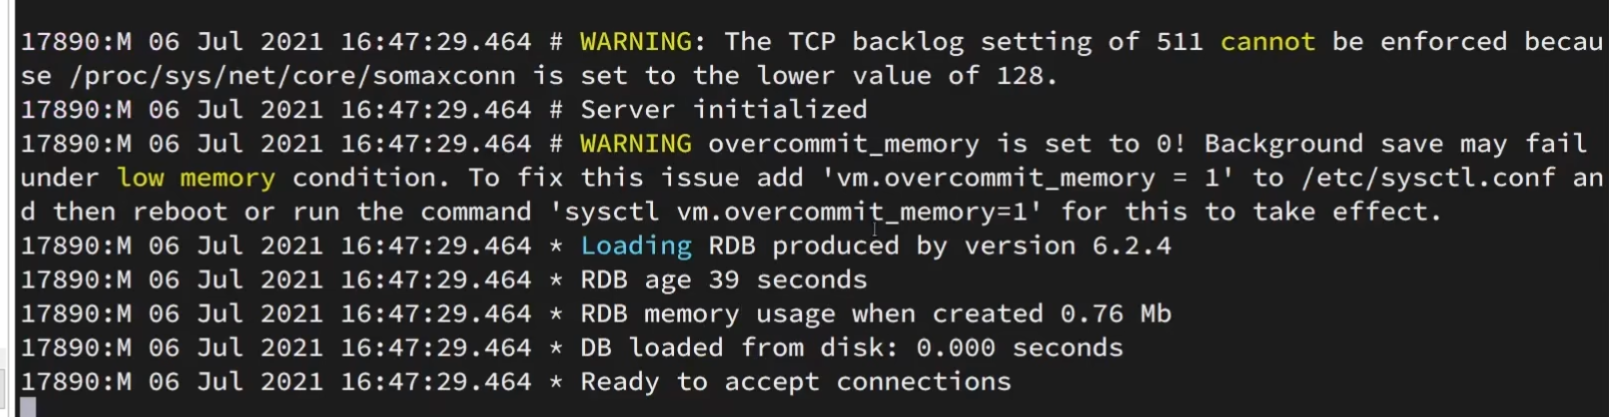 17890:M 06 Jul 2021 16:47:29.464 # WARNING: The TCP backlog setting of 511 cannot be enforced becau
se /proc/sys/net/core/somaxconn is set to the lower value of 128.
17890:M 06 Jul 2021 16:47:29.464 # Server initialized
17890:M 06 Jul 2021 16:47:29.464 # WARNING overcommit_memory is set to 0! Background save may fail
under low memory condition. To fix this issue add 'vm.overcommit_memory = 1' to /etc/sysctl.conf an
d then reboot or run the command 'sysctl vm.overcommit_memory=1' for this to take effect.
17890:M 06 Jul 2021 16:47:29.464 * Loading RDB produced by version 6.2.4
17890:M 06 Jul 2021 16:47:29.464 * RDB age 39 seconds
17890:M 06 Jul 2021 16:47:29.464 * RDB memory usage when created 0.76 Mb
17890:M 06 Jul 2021 16:47:29.464 * DB loaded from disk: 0.000 seconds
17890:M 06 Jul 2021 16:47:29.464 * Ready to accept connections